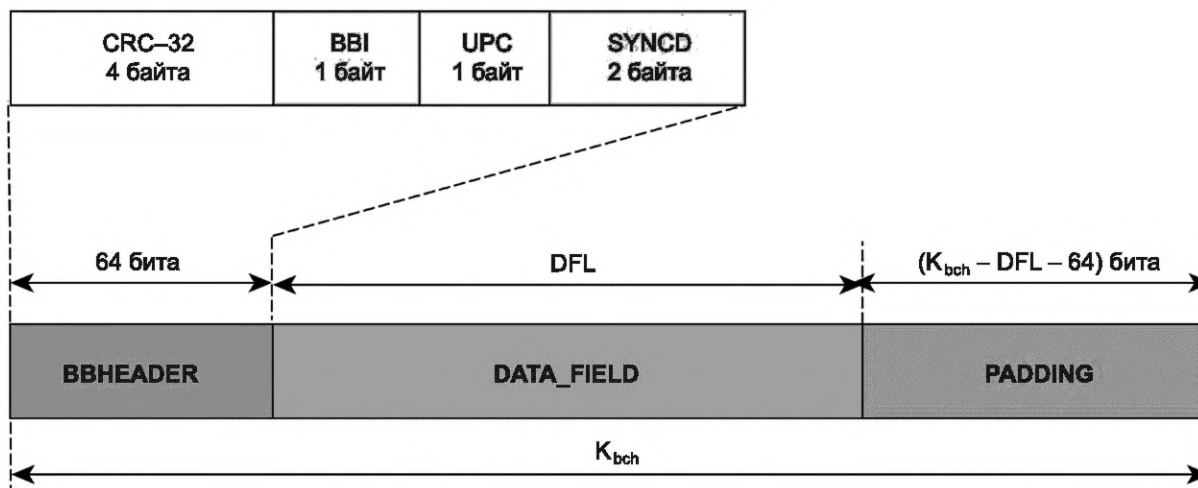 CRC–32
4 байта
BBI
1 байт
UPC
1 байт
SYNCD
2 байта
64 бита
DFL
(Kbch – DFL – 64) бита
BBHEADER
DATA_FIELD
PADDING
Kbch